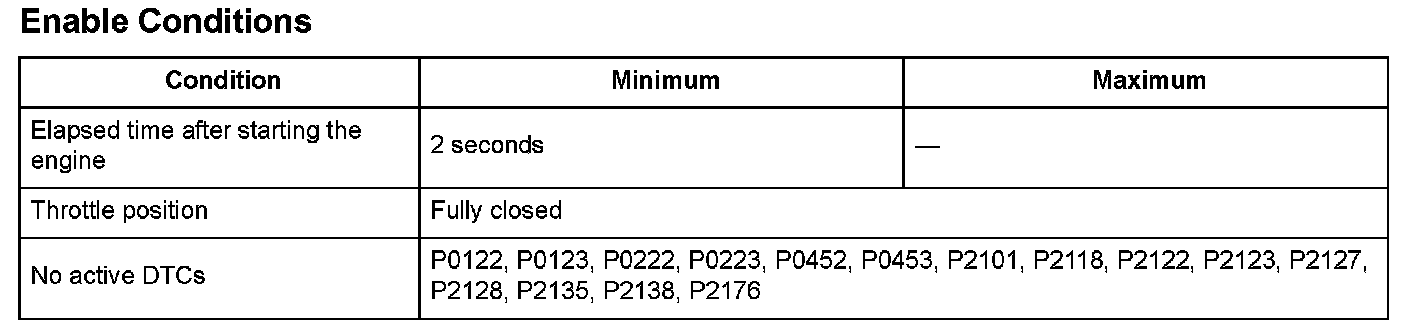 Enable Conditions
Condition Minimum Maximum
Elapsed time after starting the
engine
2 seconds —
Throttle position Fully closed
No active DTCs
P0122, P0123, P0222, P0223, P0452, P0453, P2101, P2118, P2122, P2123, P2127,
P2128, P2135, P2138, P2176